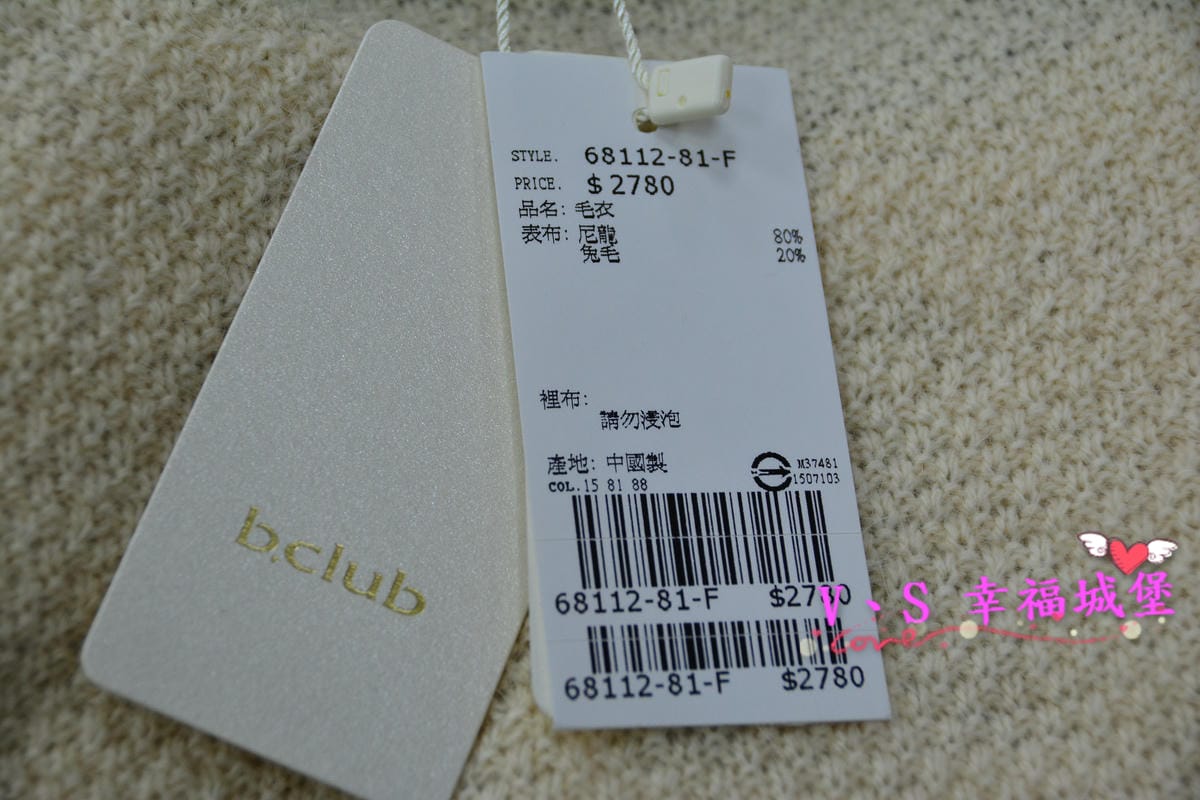 b.club
STYLE. 68112-81-F
PRICE. $2780
品名: 毛衣
表布: 尼龍 80%
兔毛 20%
裡布:
請勿浸泡
產地: 中國製
M37481
COL.15 81 88
1507103
68112-81-F $2780
68112-81-F $2780
V、S 幸福城堡
Love